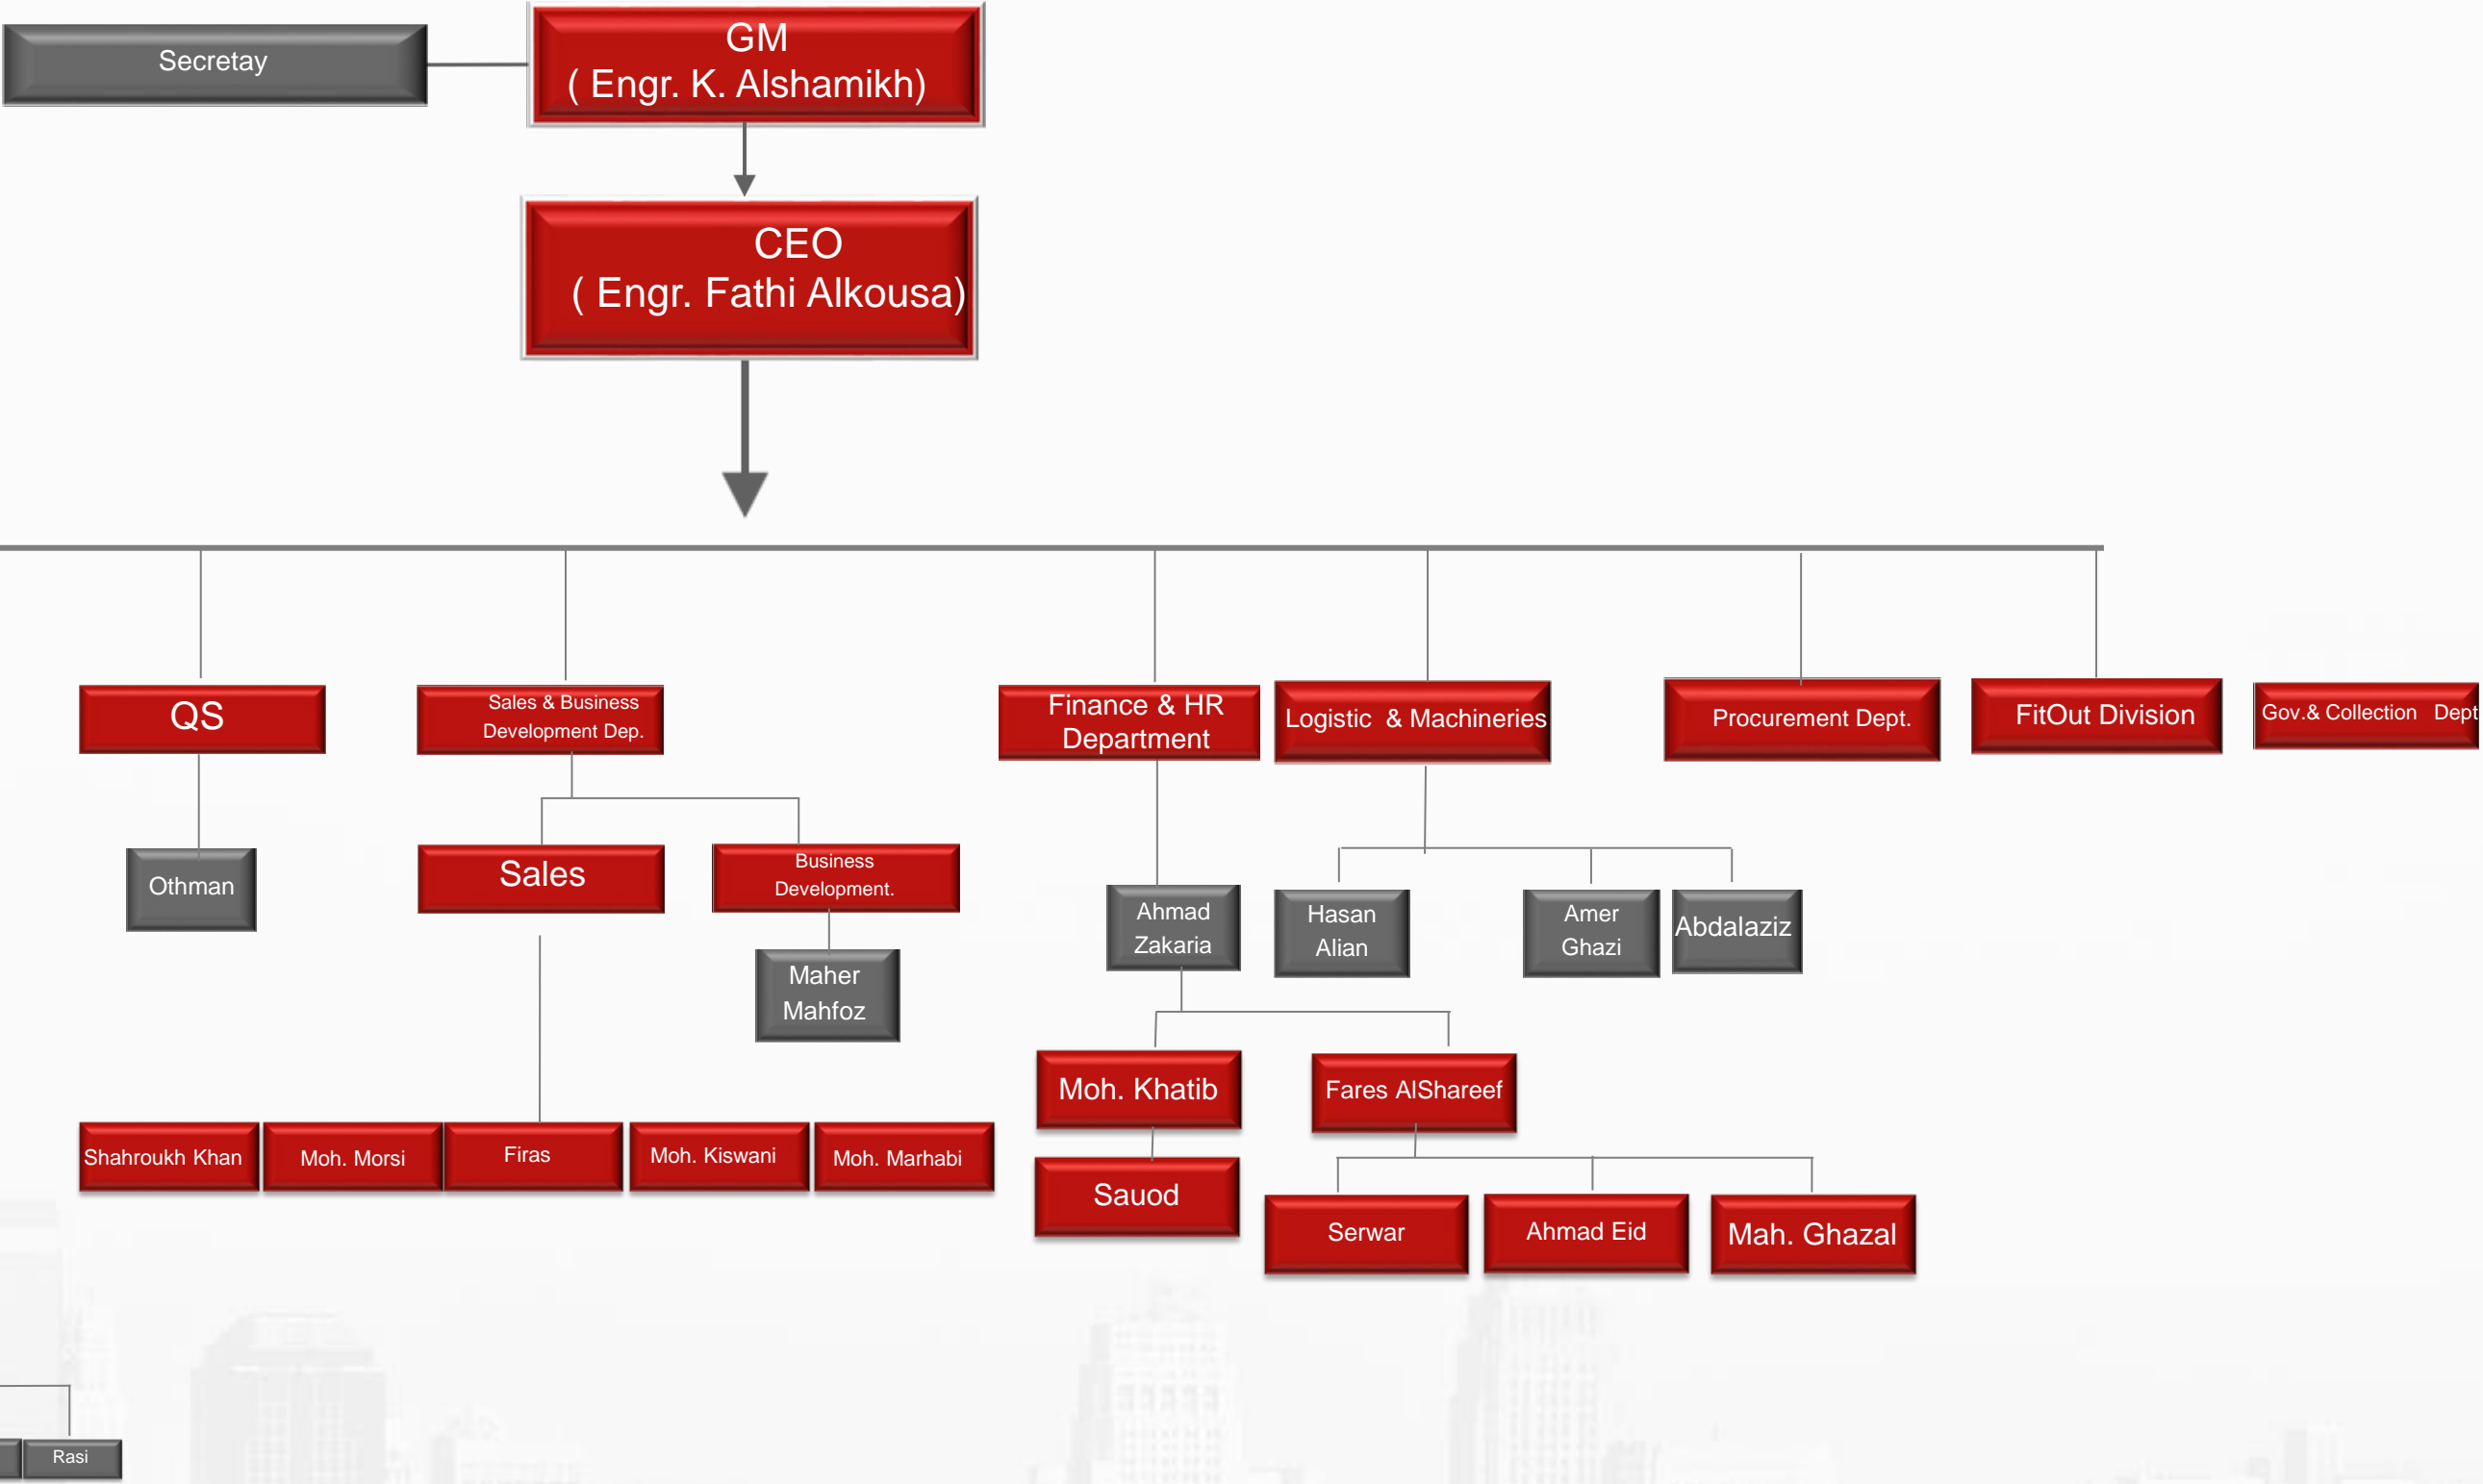 Secretay
GM
( Engr. K. Alshamikh)
CEO
( Engr. Fathi Alkousa)
QS
Sales & Business
Development Dep.
Finance & HR
Department
Logistic & Machineries
Procurement Dept.
FitOut Division
Gov.& Collection Dept
Othman
Sales
Business
Development.
Maher
Mahfoz
Ahmad
Zakaria
Hasan
Alian
Amer
Ghazi
Abdalaziz
Moh. Khatib
Fares AlShareef
Shahroukh Khan
Moh. Morsi
Firas
Moh. Kiswani
Moh. Marhabi
Sauod
Serwar
Ahmad Eid
Mah. Ghazal
Rasi